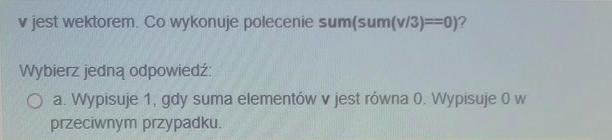 v jest wektorem. Co wykonuje polecenie sum(sum(v/3)==0)?
Wybierz jedną odpowiedź:
a. Wypisuje 1, gdy suma elementów v jest równa 0. Wypisuje 0 w
przeciwnym przypadku.